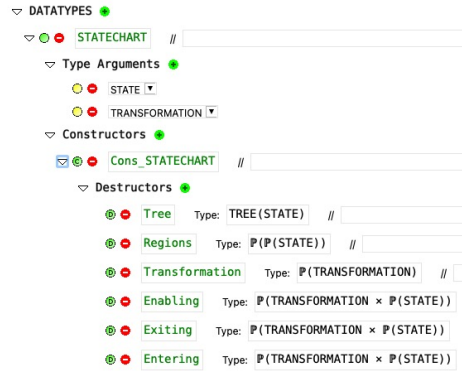 DATATYPES
STATECHART //
Type Arguments
STATE
TRANSFORMATION
Constructors
C Cons_STATECHART //
Destructors
D Tree Type: TREE(STATE) //
D Regions Type: ℙ(ℙ(STATE)) //
D Transformation Type: ℙ(TRANSFORMATION) //
D Enabling Type: ℙ(TRANSFORMATION × ℙ(STATE))
D Exiting Type: ℙ(TRANSFORMATION × ℙ(STATE))
D Entering Type: ℙ(TRANSFORMATION × ℙ(STATE))